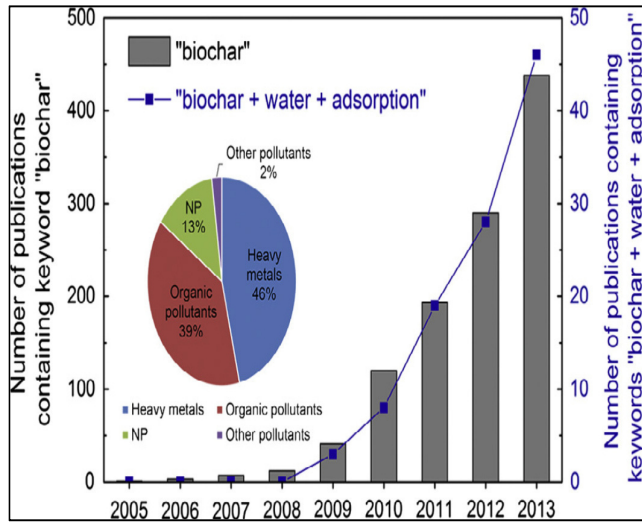 Number of publications
containing keyword "biochar"
500
400
300
200
100
0
"biochar"
"biochar + water + adsorption"
Other pollutants
2%
NP
13%
Heavy
metals
46%
Organic
pollutants
39%
Heavy metals
Organic pollutants
NP
Other pollutants
2005 2006 2007 2008 2009 2010 2011 2012 2013
50
40
30
20
10
0
Number of publications containing
keywords "biochar + water + adsorption"